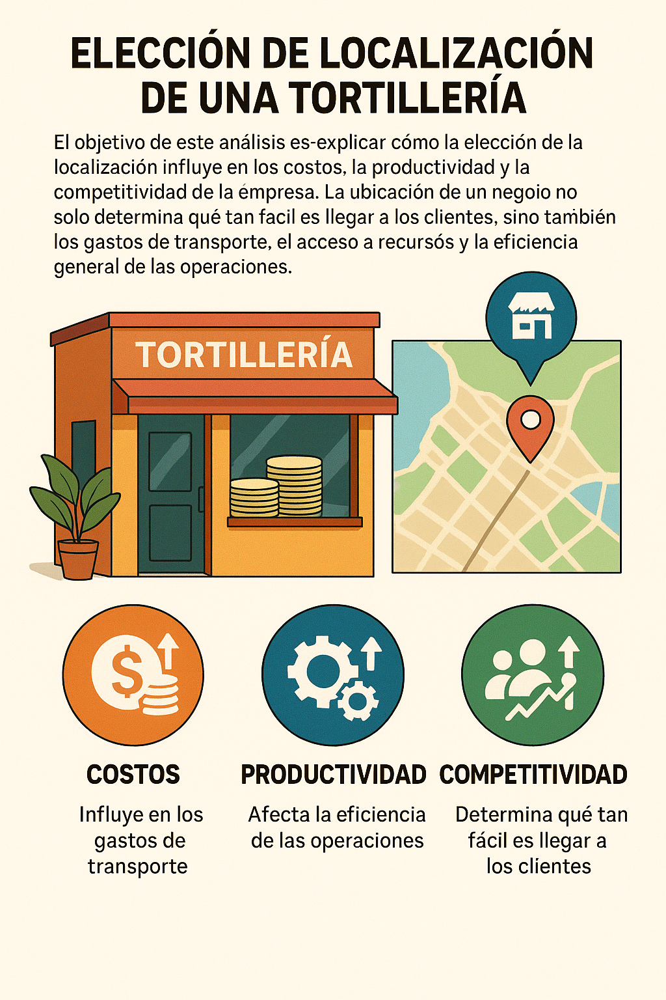 ELECCIÓN DE LOCALIZACIÓN
DE UNA TORTILLERÍA
El objetivo de este análisis es-explicar cómo la elección de la
localización influye en los costos, la productividad y la
competitividad de la émpresa. La ubicación de un negoio no
solo determina qué tan facil es llegar a los clientes, sino también
los gastos de transporte, el acceso a recursós y la eficiencia
general de las operaciones.
TORTILLERÍA
$
COSTOS
Influye en los
gastos de
transporte
PRODUCTIVIDAD
Afecta la eficiencia
de las operaciones
COMPETITIVIDAD
Determina qué tan
fácil es llegar a
los clíentes